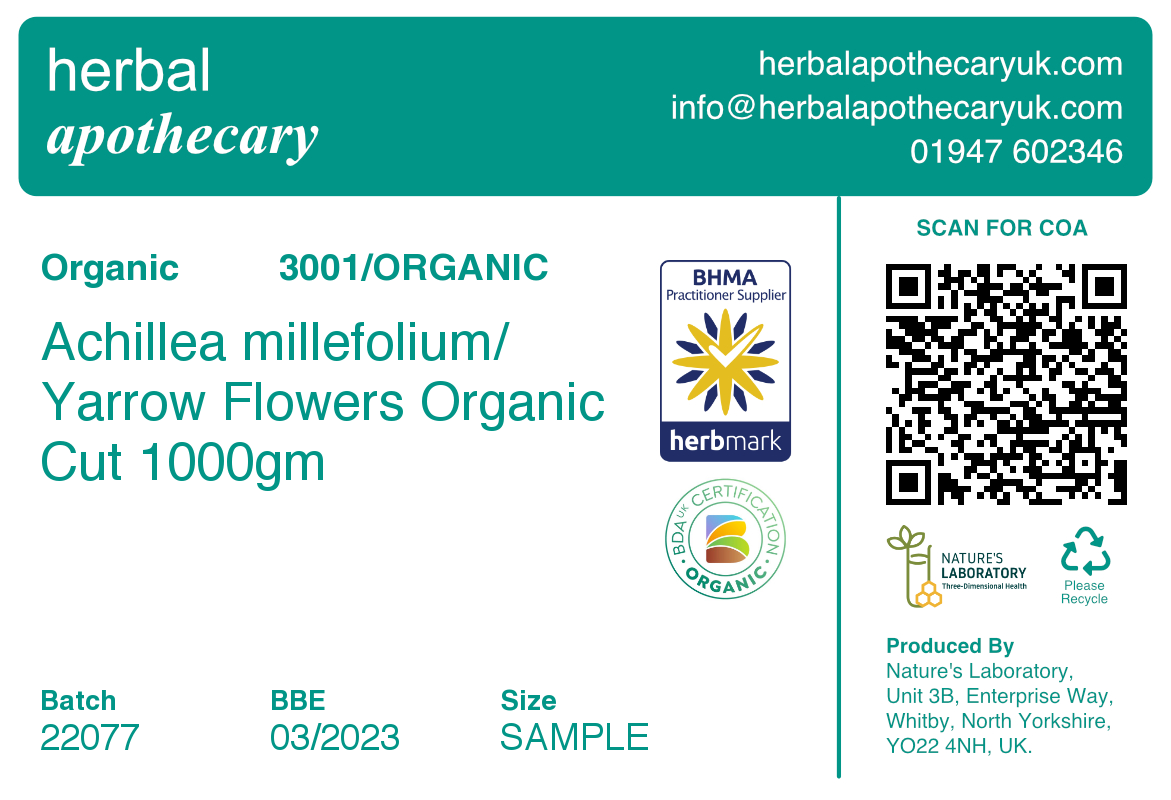 herbal
apothecary
herbalapothecaryuk.com
info@herbalapothecaryuk.com
01947 602346
Organic 3001/ORGANIC
Achillea millefolium/
Yarrow Flowers Organic
Cut 1000gm
BHMA
Practitioner Supplier
herbmark
BDA UK CERTIFICATION
· ORGANIC ·
Batch BBE Size
22077 03/2023 SAMPLE
SCAN FOR COA
NATURE'S
LABORATORY
Three-Dimensional Health
Please
Recycle
Produced By
Nature's Laboratory,
Unit 3B, Enterprise Way,
Whitby, North Yorkshire,
YO22 4NH, UK.